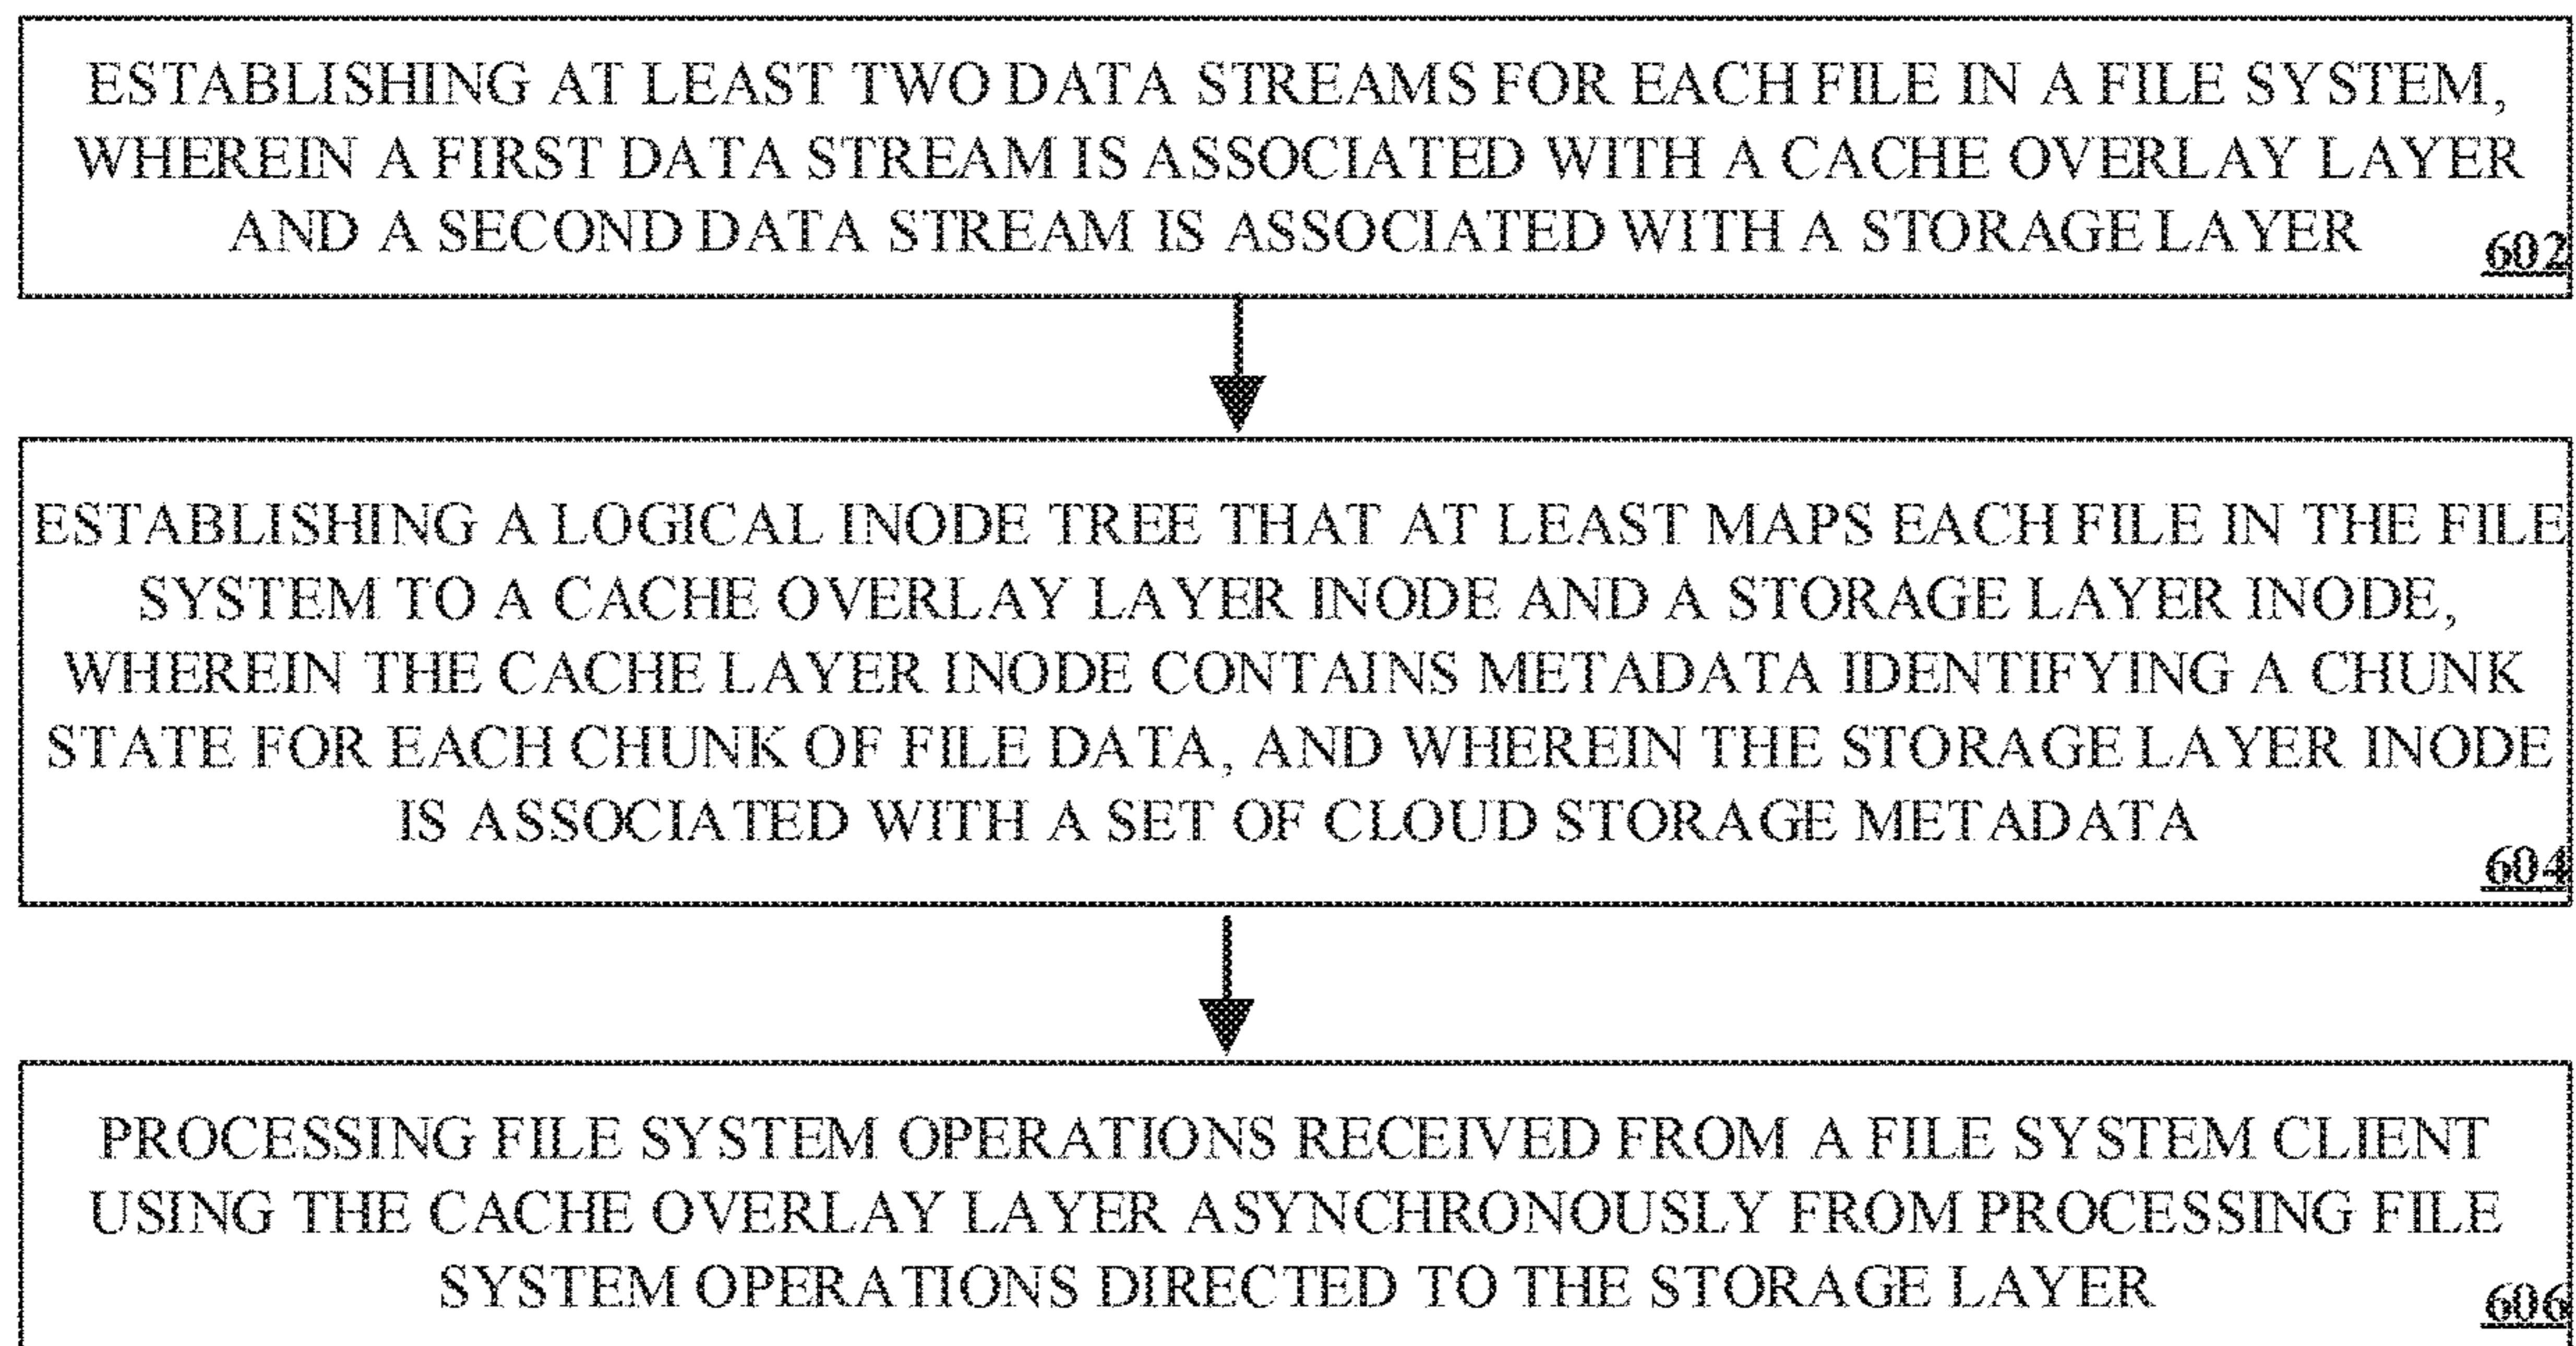 ESTABLISHING AT LEAST TWO DATA STREAMS FOR EACH FILE IN A FILE SYSTEM,
WHEREIN A FIRST DATA STREAM IS ASSOCIATED WITH A CACHE OVERLAY LAYER
AND A SECOND DATA STREAM IS ASSOCIATED WITH A STORAGE LAYER
602
ESTABLISHING A LOGICAL INODE TREE THAT AT LEAST MAPS EACH FILE IN THE FILE
SYSTEM TO A CACHE OVERLAY LAYER INODE AND A STORAGE LAYER INODE,
WHEREIN THE CACHE LAYER INODE CONTAINS METADATA IDENTIFYING A CHUNK
STATE FOR EACH CHUNK OF FILE DATA, AND WHEREIN THE STORAGE LAYER INODE
IS ASSOCIATED WITH A SET OF CLOUD STORAGE METADATA
604
PROCESSING FILE SYSTEM OPERATIONS RECEIVED FROM A FILE SYSTEM CLIENT
USING THE CACHE OVERLAY LAYER ASYNCHRONOUSLY FROM PROCESSING FILE
SYSTEM OPERATIONS DIRECTED TO THE STORAGE LAYER
606